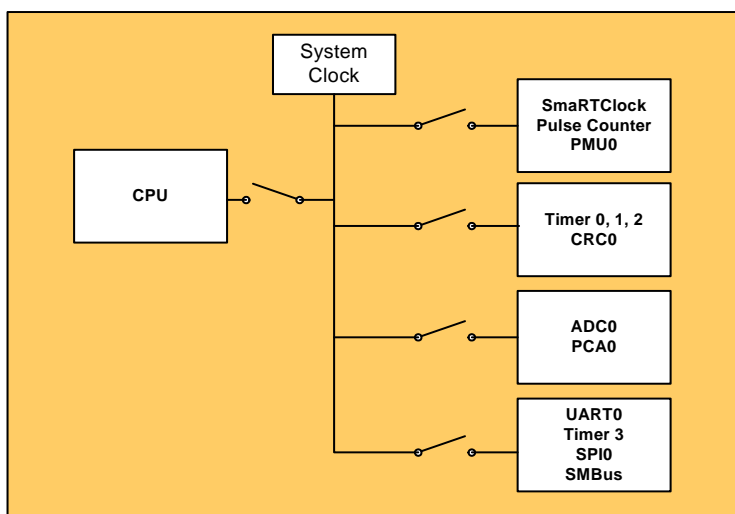 System
Clock
SmaRTClock
Pulse Counter
PMU0
CPU
Timer 0, 1, 2
CRC0
ADC0
PCA0
UART0
Timer 3
SPI0
SMBus